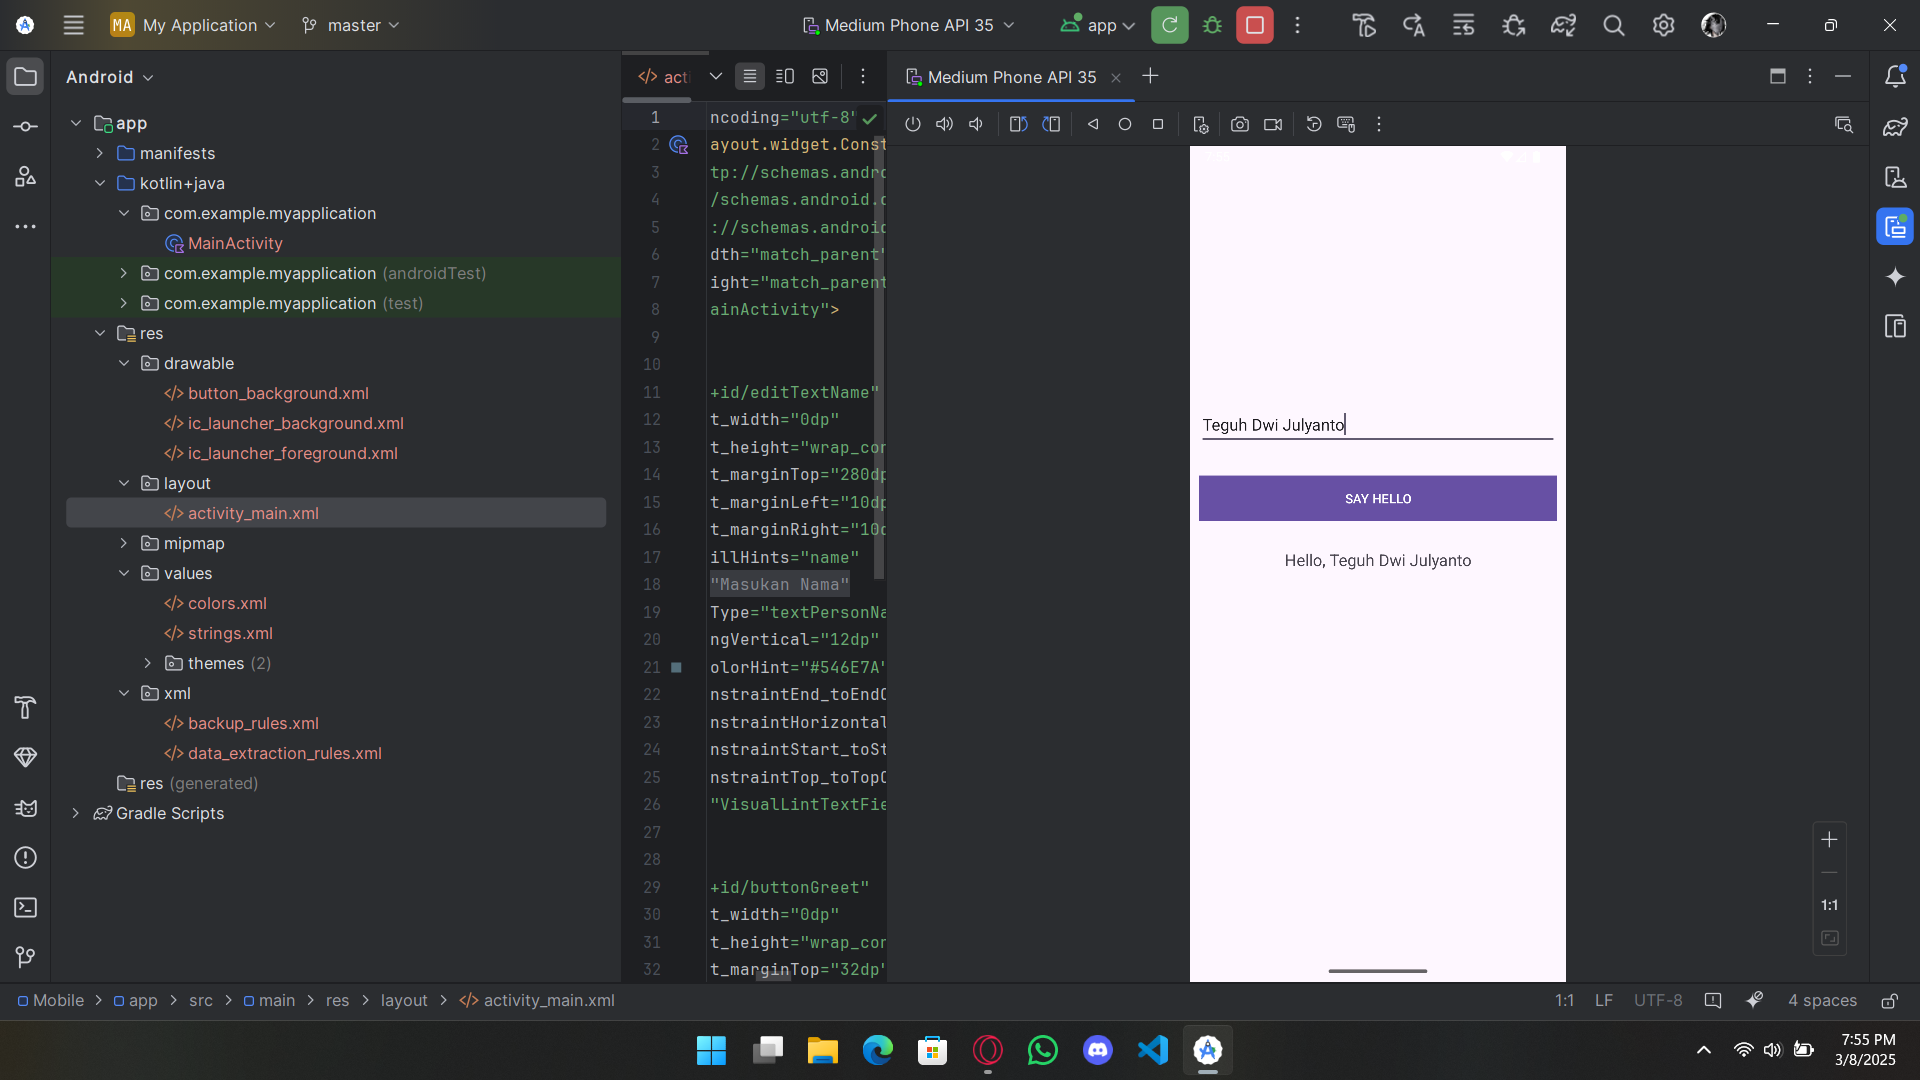 MA My Application
master
Medium Phone API 35
app
Android
app
manifests
kotlin+java
com.example.myapplication
MainActivity
com.example.myapplication (androidTest)
com.example.myapplication (test)
res
drawable
button_background.xml
ic_launcher_background.xml
ic_launcher_foreground.xml
layout
activity_main.xml
mipmap
values
colors.xml
strings.xml
themes (2)
xml
backup_rules.xml
data_extraction_rules.xml
res (generated)
Gradle Scripts
1 ncoding="utf-8"
2 ayout.widget.Const
3 tp://schemas.andro
4 /schemas.android.c
5 ://schemas.android
6 dth="match_parent"
7 ight="match_parent
8 ainActivity">
9
10
11 +id/editTextName"
12 t_width="0dp"
13 t_height="wrap_con
14 t_marginTop="280dp
15 t_marginLeft="10dp
16 t_marginRight="10d
17 illHints="name"
18 "Masukan Nama"
19 Type="textPersonNa
20 ngVertical="12dp"
21 olorHint="#546E7A"
22 nstraintEnd_toEndO
23 nstraintHorizontal
24 nstraintStart_toSt
25 nstraintTop_toTopO
26 "VisualLintTextFie
27
28
29 +id/buttonGreet"
30 t_width="0dp"
31 t_height="wrap_con
32 t_marginTop="32dp"
Medium Phone API 35
Teguh Dwi Julyanto
SAY HELLO
Hello, Teguh Dwi Julyanto
1:1
Mobile > app > src > main > res > layout > activity_main.xml
1:1 LF UTF-8 4 spaces
7:55 PM
3/8/2025